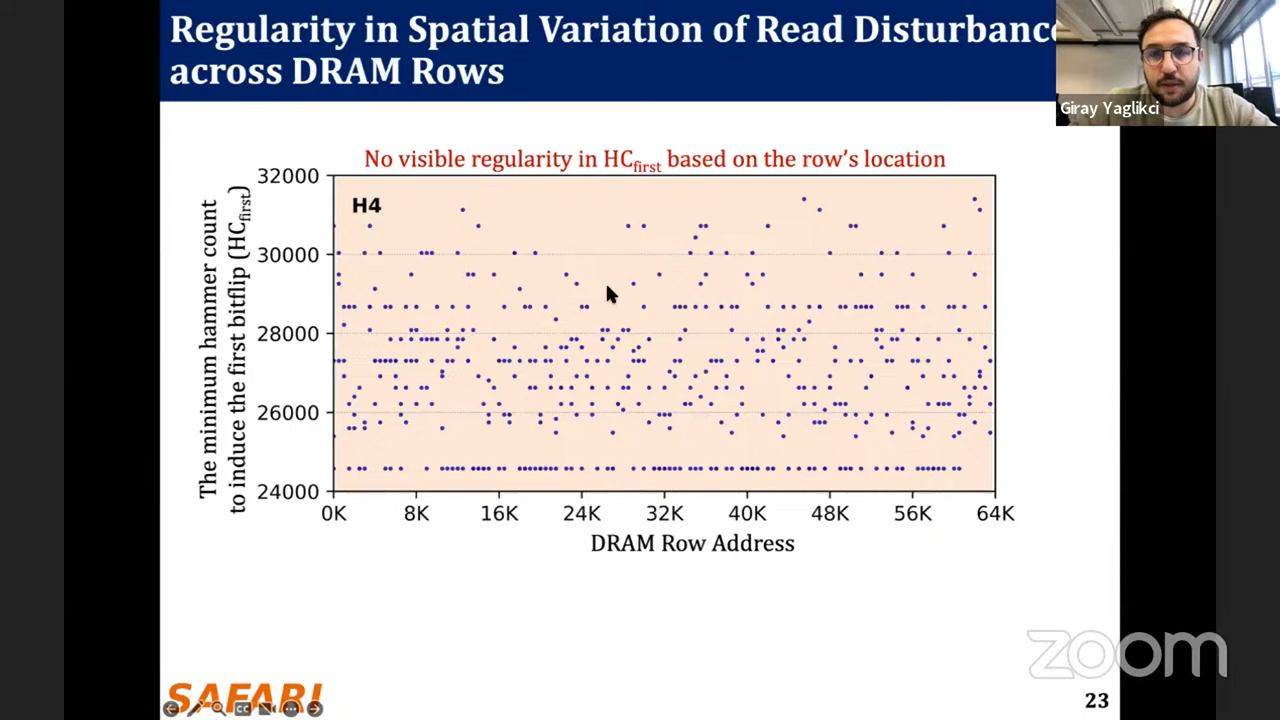 Regularity in Spatial Variation of Read Disturbance
across DRAM Rows
Giray Yaglikci
No visible regularity in HCfirst based on the row's location
The minimum hammer count
to induce the first bitflip (HCfirst)
32000
30000
28000
26000
24000
H4
0K 8K 16K 24K 32K 40K 48K 56K 64K
DRAM Row Address
zoom
SAFARI
23